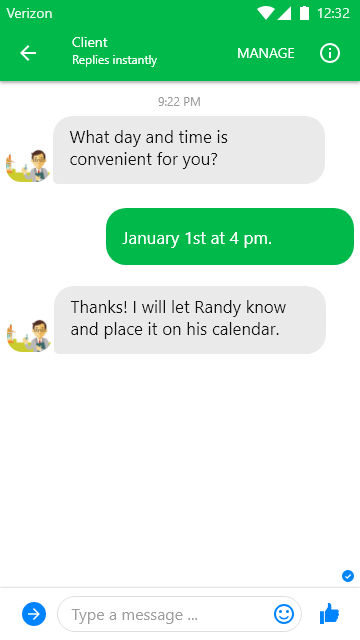 Verizon 12:32
Client
Replies instantly
MANAGE
9:22 PM
What day and time is
convenient for you?
January 1st at 4 pm.
Thanks! I will let Randy know
and place it on his calendar.
Type a message ...